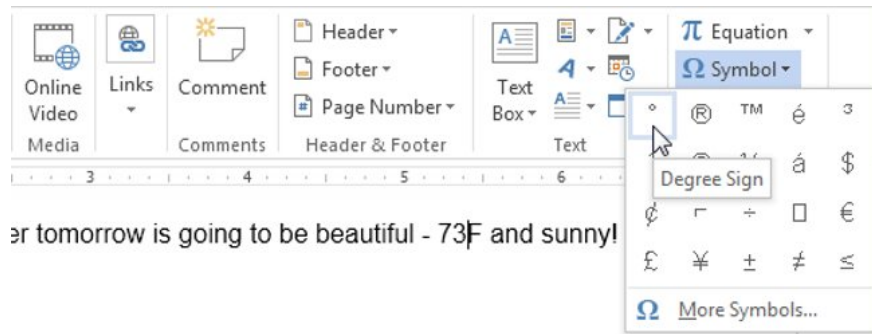 Header
Footer
Page Number
Online Video
Links
Comment
Text Box
π Equation
Ω Symbol
Media
Comments
Header & Footer
Text
3 4 5 6
° ® ™ é ³
á $
Degree Sign
¢ ⌐ ÷ □ €
£ ¥ ± ≠ ≤
Ω More Symbols...
er tomorrow is going to be beautiful - 73F and sunny!